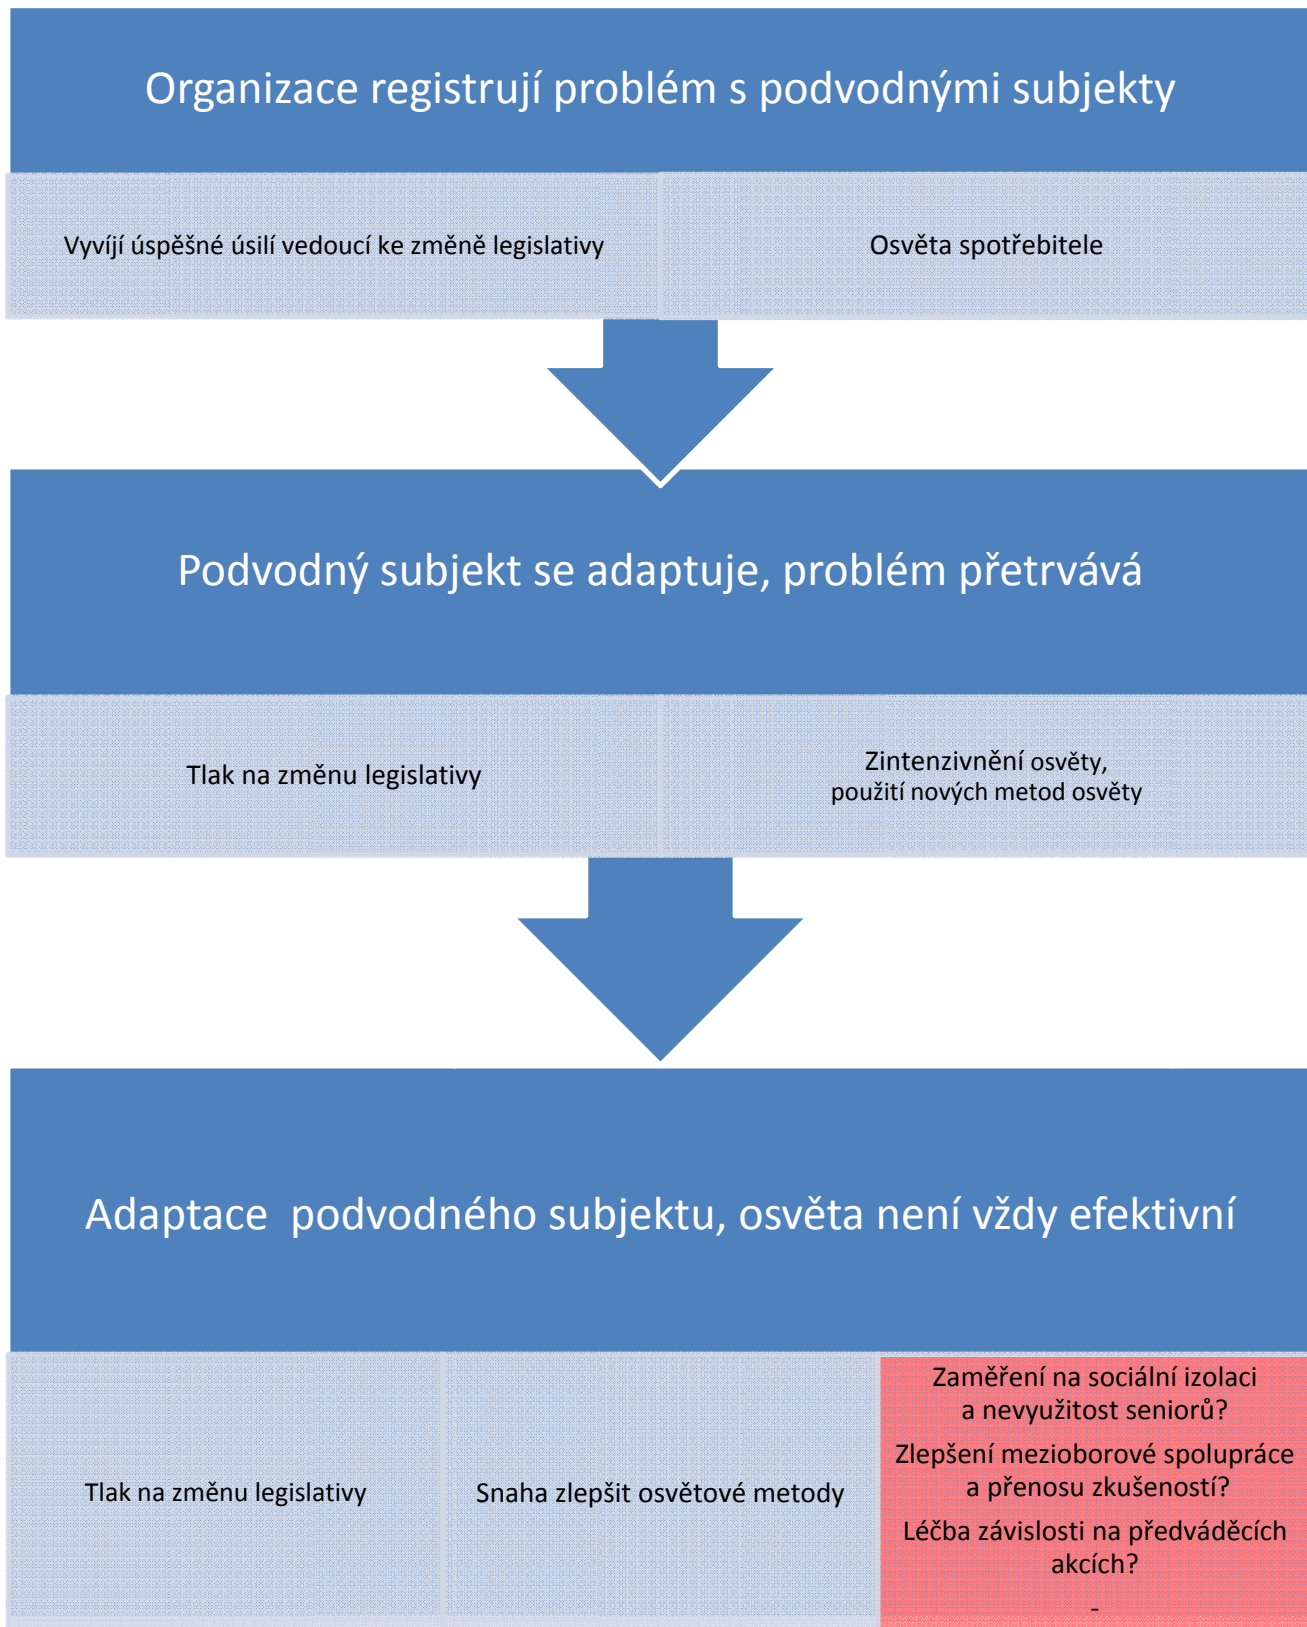 Organizace registrují problém s podvodnými subjekty
Vyvíjí úspěšné úsilí vedoucí ke změně legislativy
Osvěta spotřebitele
Podvodný subjekt se adaptuje, problém přetrvává
Tlak na změnu legislativy
Zintenzivnění osvěty,
použití nových metod osvěty
Adaptace  podvodného subjektu, osvěta není vždy efektivní
Tlak na změnu legislativy
Snaha zlepšit osvětové metody
Zaměření na sociální izolaci
a nevyužitost seniorů?
Zlepšení mezioborové spolupráce
a přenosu zkušeností?
Léčba závislosti na předváděcích
akcích?
-